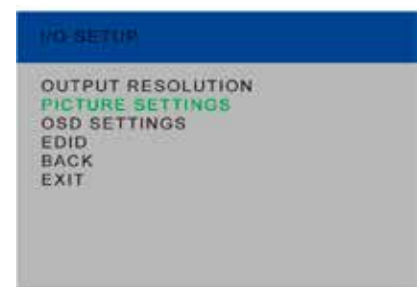 I/O SETUP
OUTPUT RESOLUTION
PICTURE SETTINGS
OSD SETTINGS
EDID
BACK
EXIT